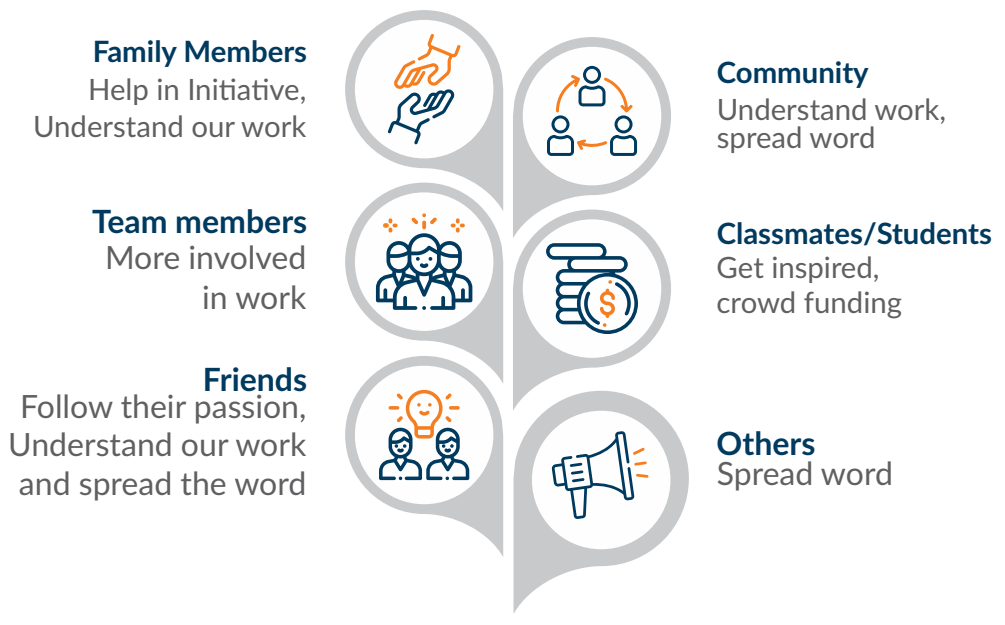 Family Members
Help in Initiative,
Understand our work
Community
Understand work,
spread word
Team members
More involved
in work
Classmates/Students
Get inspired,
crowd funding
$
Friends
Follow their passion,
Understand our work
and spread the word
Others
Spread word